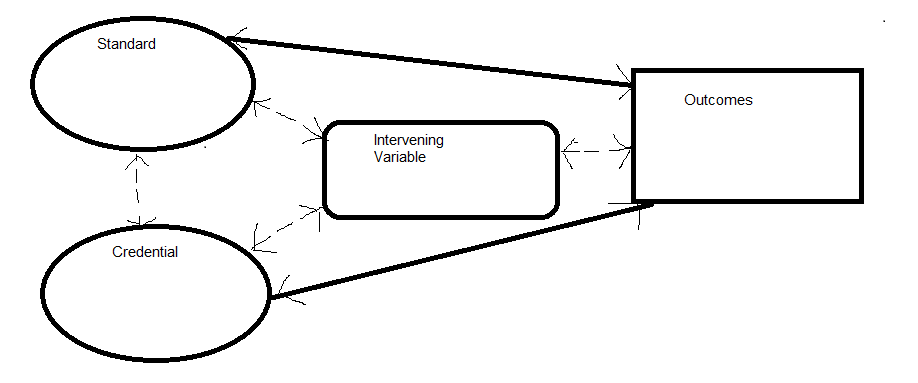 Standard
Outcomes
Intervening
Variable
Credential